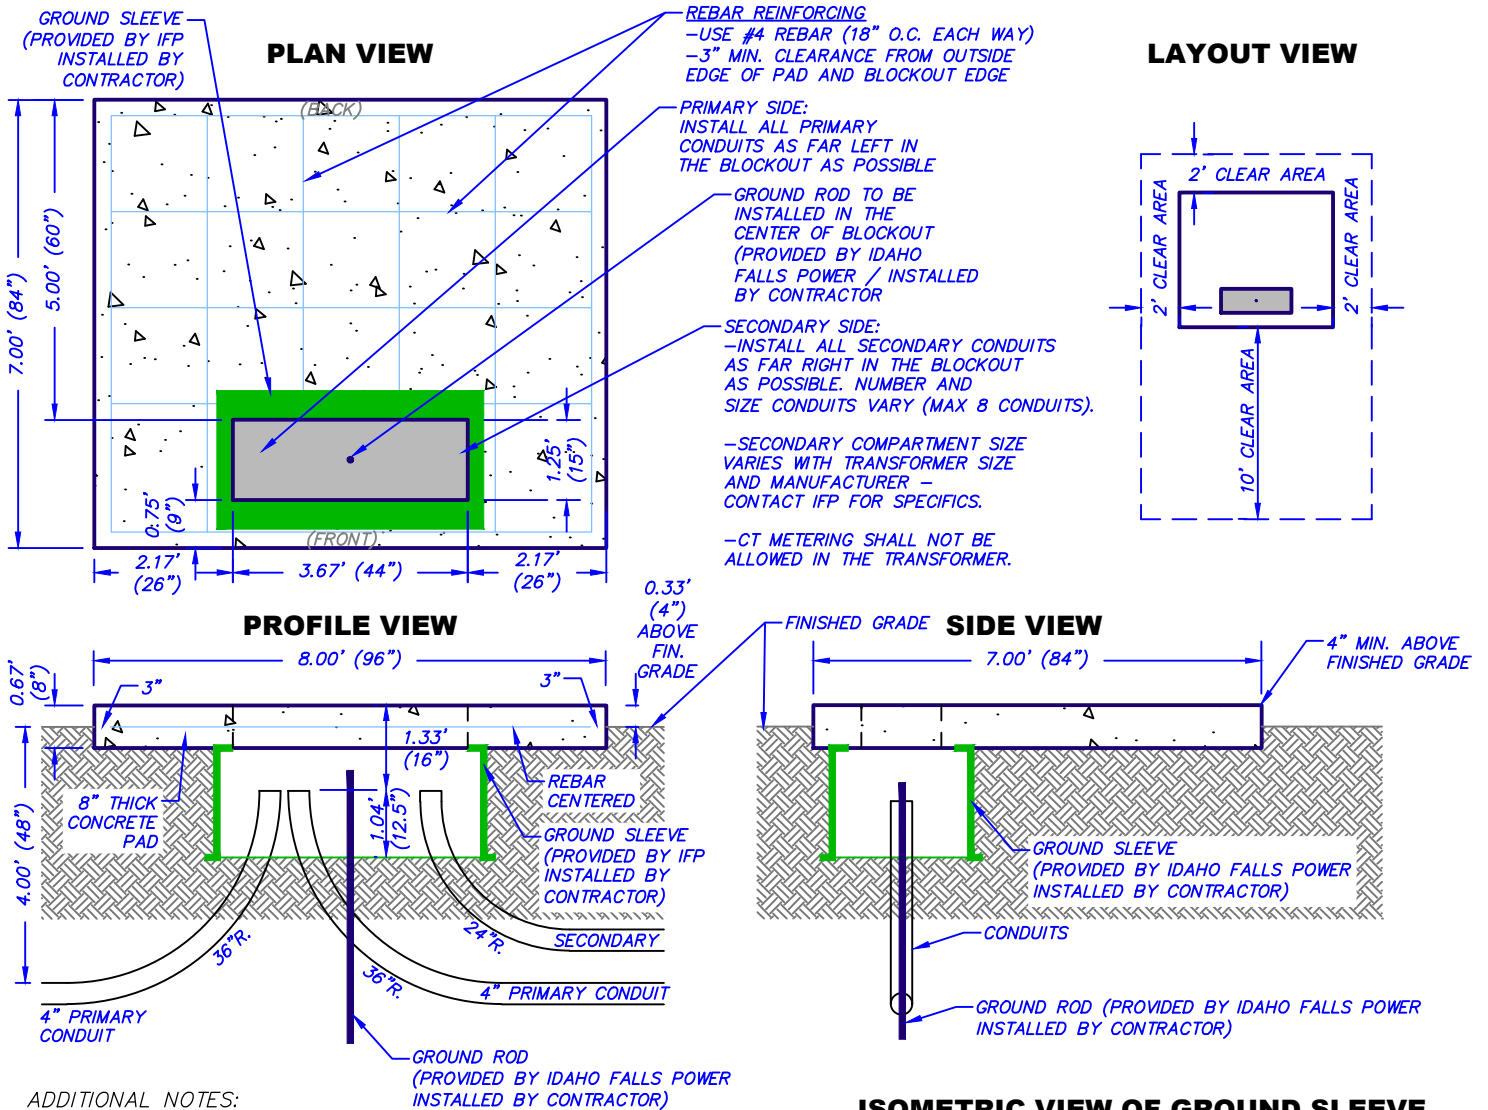 GROUND SLEEVE
(PROVIDED BY IFP
INSTALLED BY
CONTRACTOR)
PLAN VIEW
REBAR REINFORCING
-USE #4 REBAR (18" O.C. EACH WAY)
-3" MIN. CLEARANCE FROM OUTSIDE
EDGE OF PAD AND BLOCKOUT EDGE
LAYOUT VIEW
(BACK)
PRIMARY SIDE:
INSTALL ALL PRIMARY
CONDUITS AS FAR LEFT IN
THE BLOCKOUT AS POSSIBLE
GROUND ROD TO BE
INSTALLED IN THE
CENTER OF BLOCKOUT
(PROVIDED BY IDAHO
FALLS POWER / INSTALLED
BY CONTRACTOR
SECONDARY SIDE:
-INSTALL ALL SECONDARY CONDUITS
AS FAR RIGHT IN THE BLOCKOUT
AS POSSIBLE. NUMBER AND
SIZE CONDUITS VARY (MAX 8 CONDUITS).
-SECONDARY COMPARTMENT SIZE
VARIES WITH TRANSFORMER SIZE
AND MANUFACTURER -
CONTACT IFP FOR SPECIFICS.
-CT METERING SHALL NOT BE
ALLOWED IN THE TRANSFORMER.
7.00' (84")
5.00' (60")
0.75'
(9")
1.25'
(15")
(FRONT)
2.17'
(26")
3.67' (44")
2.17'
(26")
2' CLEAR AREA
2' CLEAR AREA
2' CLEAR AREA
10' CLEAR AREA
PROFILE VIEW
0.33'
(4")
ABOVE
FIN.
GRADE
FINISHED GRADE
8.00' (96")
0.67'
(8")
3"
3"
1.33'
(16")
1.04'
(12.5")
4.00' (48")
8" THICK
CONCRETE
PAD
REBAR
CENTERED
GROUND SLEEVE
(PROVIDED BY IFP
INSTALLED BY
CONTRACTOR)
36"R.
36"R.
24"R.
SECONDARY
4" PRIMARY CONDUIT
4" PRIMARY
CONDUIT
GROUND ROD
(PROVIDED BY IDAHO FALLS POWER
INSTALLED BY CONTRACTOR)
SIDE VIEW
7.00' (84")
4" MIN. ABOVE
FINISHED GRADE
GROUND SLEEVE
(PROVIDED BY IDAHO FALLS POWER
INSTALLED BY CONTRACTOR)
CONDUITS
GROUND ROD (PROVIDED BY IDAHO FALLS POWER
INSTALLED BY CONTRACTOR)
ADDITIONAL NOTES:
ISOMETRIC VIEW OF GROUND SLEEVE